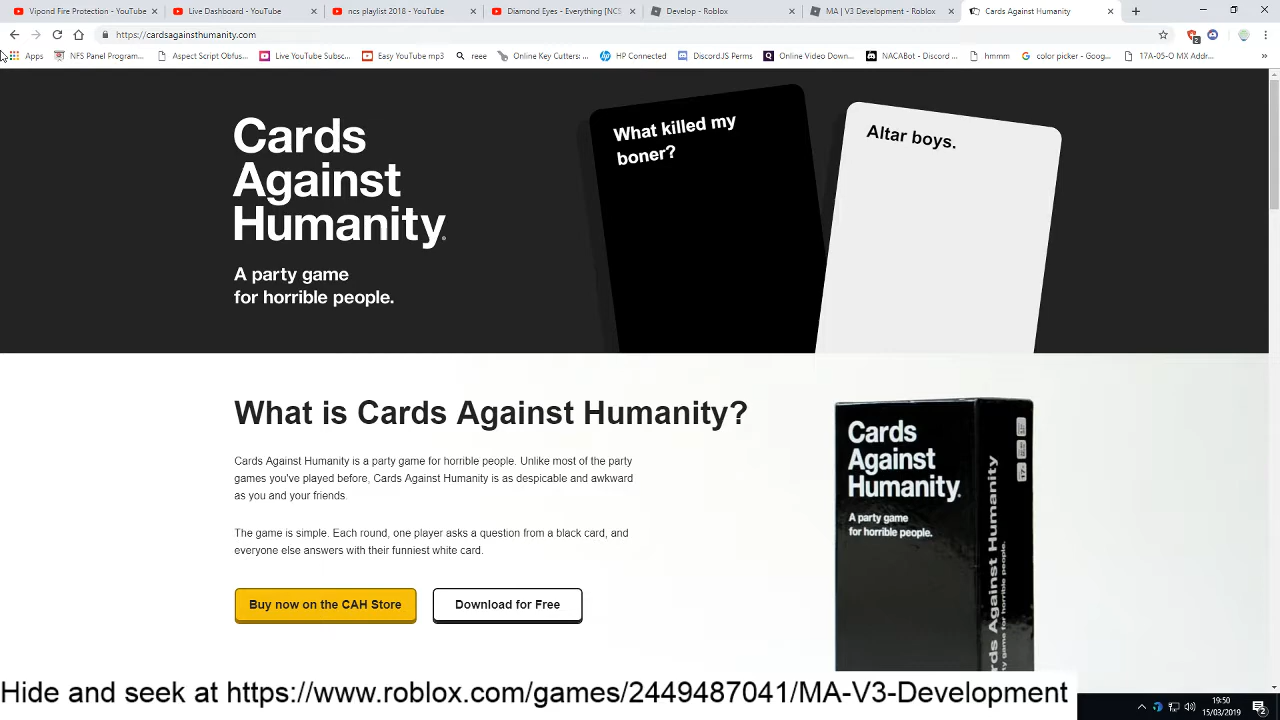 Vipond Fire Protection - YouTube
Live Dashboard - YouTube
ncs playlist 2018 - YouTube
Diamond Eyes - Everything [NCS
Develop - Roblox
MA | V3 Development - Roblox
Cards Against Humanity
https://cardsagainsthumanity.com
Apps
NFS Panel Program...
Aspect Script Obfus...
Live YouTube Subsc...
Easy YouTube mp3
reee
Online Key Cutters: ...
HP Connected
DiscordJS Perms
Online Video Down...
NACABot - Discord ...
hmmm
color picker - Goog...
17A-05-O MX Addr...
Cards
Against
Humanity
A party game
for horrible people.
What killed my
boner?
Altar boys.
What is Cards Against Humanity?
Cards Against Humanity is a party game for horrible people. Unlike most of the party
games you've played before, Cards Against Humanity is as despicable and awkward
as you and your friends.
The game is simple. Each round, one player asks a question from a black card, and
everyone else answers with their funniest white card.
Buy now on the CAH Store
Download for Free
Cards
Against
Humanity
A party game
for horrible people.
Cards Against Humanity
Hide and seek at https://www.roblox.com/games/2449487041/MA-V3-Development
19:50
15/03/2019